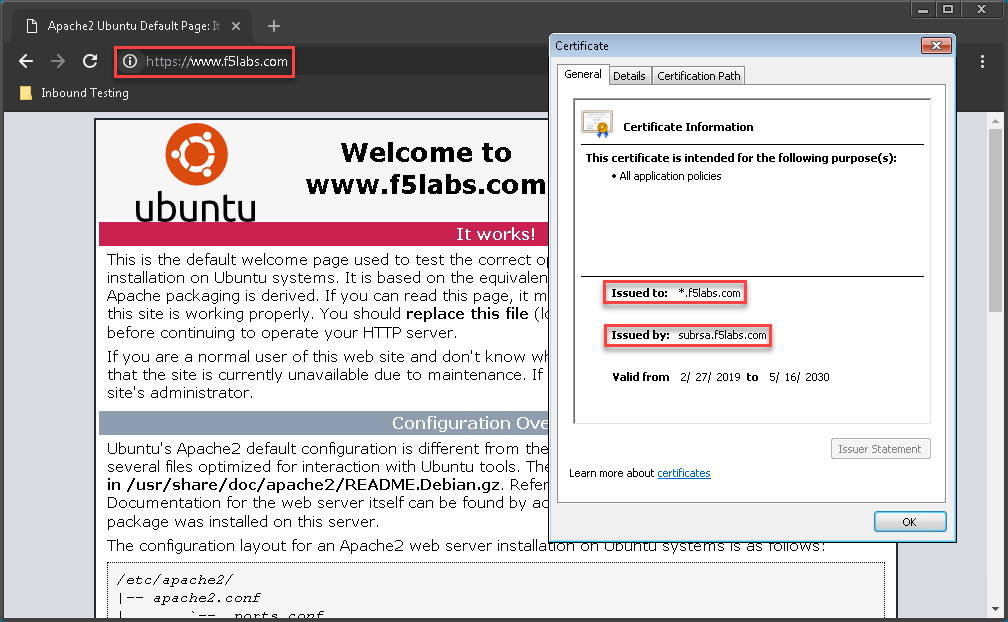 Apache2 Ubuntu Default Page: It
https://www.f5labs.com
Inbound Testing
ubuntu
Welcome to
www.f5labs.com
It works!
This is the default welcome page used to test the correct
installation on Ubuntu systems. It is based on the equivalen
Apache packaging is derived. If you can read this page, it m
this site is working properly. You should replace this file (lo
before continuing to operate your HTTP server.
If you are a normal user of this web site and don't know wh
that the site is currently unavailable due to maintenance. If
site's administrator.
Configuration Ove
Ubuntu's Apache2 default configuration is different from the
several files optimized for interaction with Ubuntu tools. The
in /usr/share/doc/apache2/README.Debian.gz. Refer
Documentation for the web server itself can be found by ac
package was installed on this server.
The configuration layout for an Apache2 web server installation on Ubuntu systems is as follows:
/etc/apache2/
|-- apache2.conf
|       `--  ports.conf
Certificate
General
Details
Certification Path
Certificate Information
This certificate is intended for the following purpose(s):
• All application policies
Issued to: *.f5labs.com
Issued by: subrsa.f5labs.com
Valid from 2/ 27/ 2019 to 5/ 16/ 2030
Issuer Statement
Learn more about certificates
OK